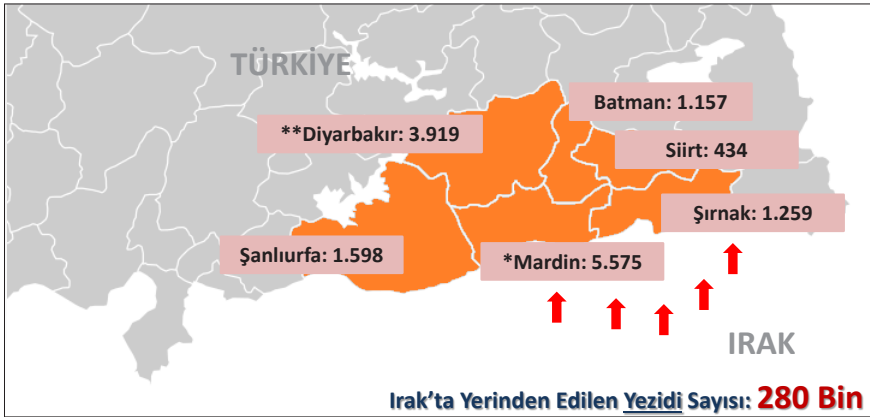 TÜRKİYE
Batman: 1.157
**Diyarbakır: 3.919
Siirt: 434
Şırnak: 1.259
Şanlıurfa: 1.598
*Mardin: 5.575
IRAK
Irak’ta Yerinden Edilen Yezidi Sayısı: 280 Bin